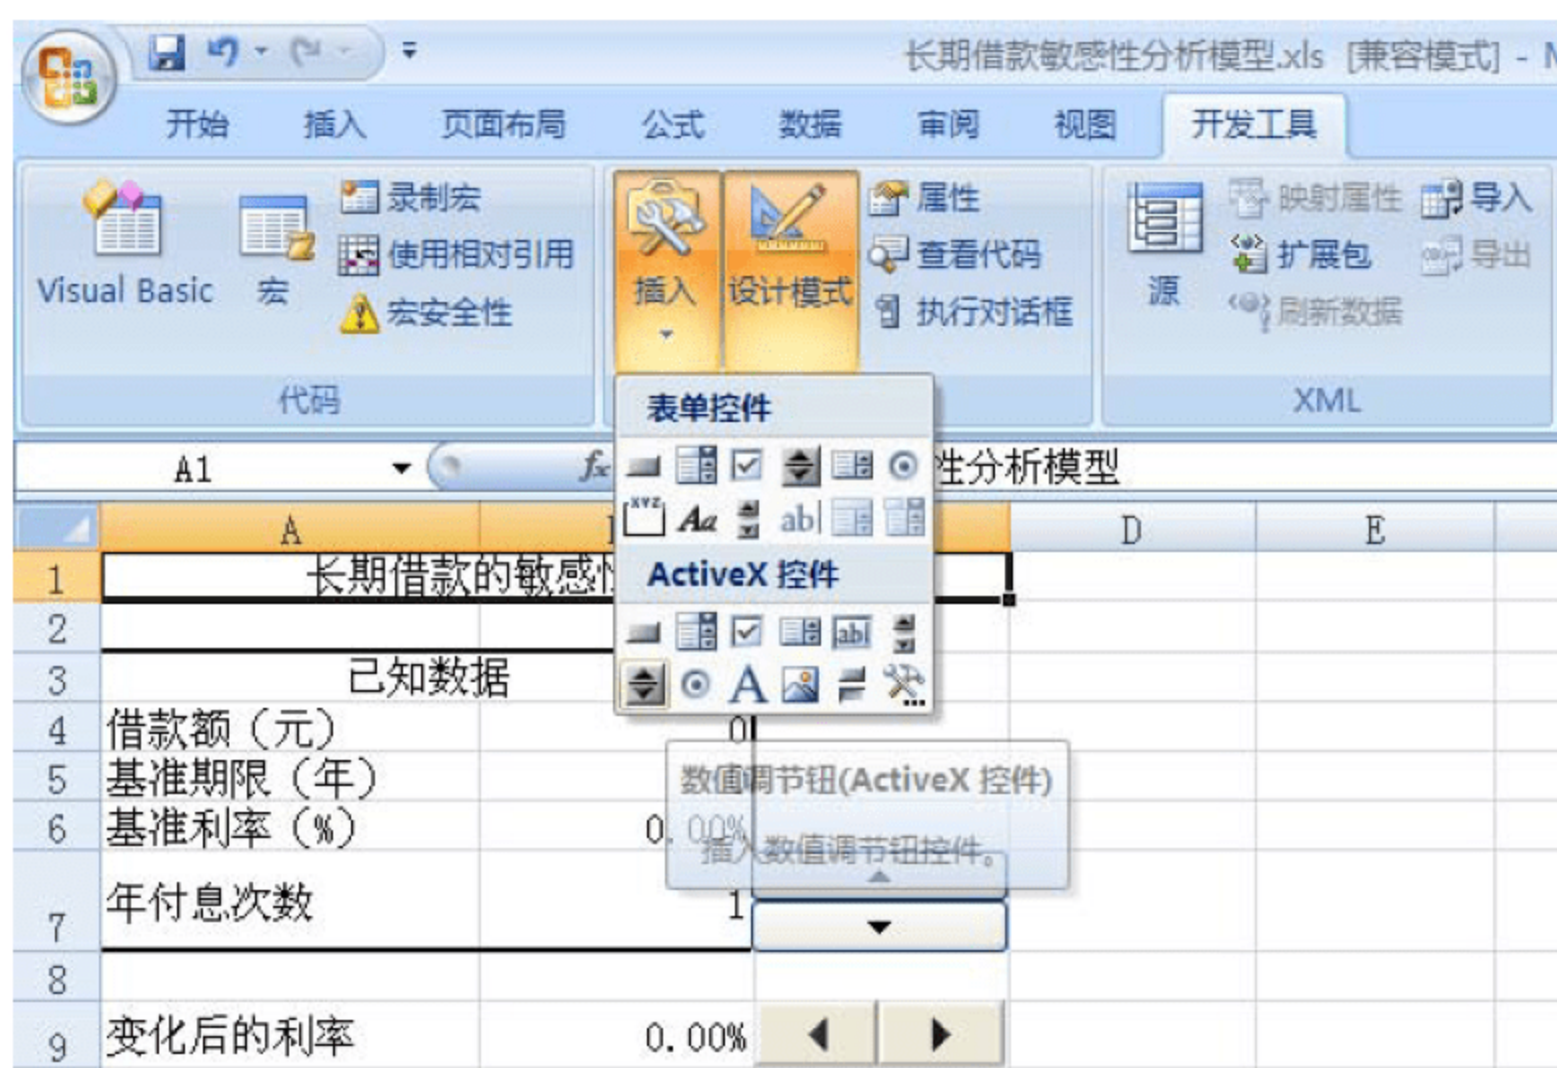 长期借款敏感性分析模型.xls [兼容模式] -
开始 插入 页面布局 公式 数据 审阅 视图 开发工具
Visual Basic
宏
录制宏
使用相对引用
宏安全性
代码
插入
设计模式
属性
查看代码
执行对话框
源
映射属性
扩展包
刷新数据
导入
导出
XML
表单控件
XYZ Aa ab|
ActiveX 控件
abl
A
A1 fx 性分析模型
A D E
1 长期借款的敏感
2
3 已知数据
4 借款额（元） 0
5 基准期限（年）
6 基准利率（%） 0.00%
7 年付息次数 1
8
9 变化后的利率 0.00%
数值调节钮(ActiveX 控件)
插入数值调节钮控件。